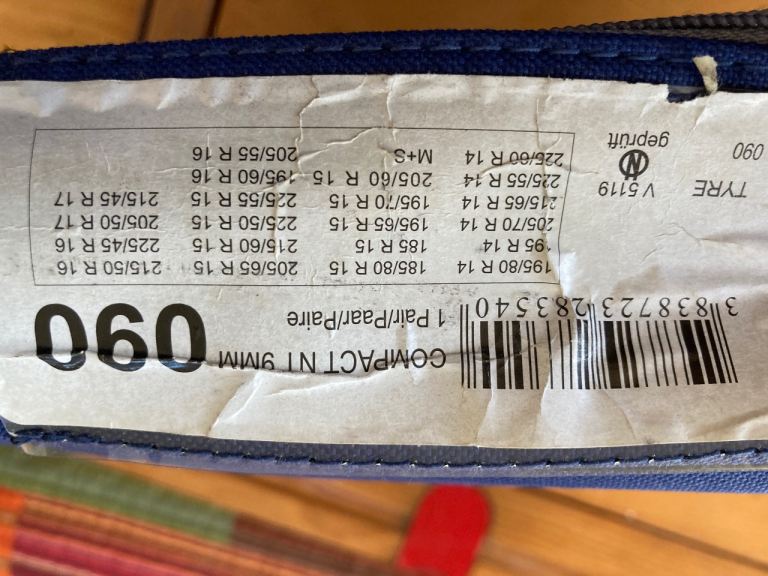 COMPACT N1 9MM 090
3 838723 283540
1 Pair/Paar/Paire
195/80 R 14 185/80 R 15 205/65 R 15 215/50 R 16
195 R 14 185 R 15 215/60 R 15 225/45 R 16
205/70 R 14 195/65 R 15 225/50 R 15 205/50 R 17
215/65 R 14 195/70 R 15 225/55 R 15 215/45 R 17
225/55 R 14 205/60 R 15 195/60 R 16
225/60 R 14 M+S 205/55 R 16
TYRE
090
V 5119
N
geprüft